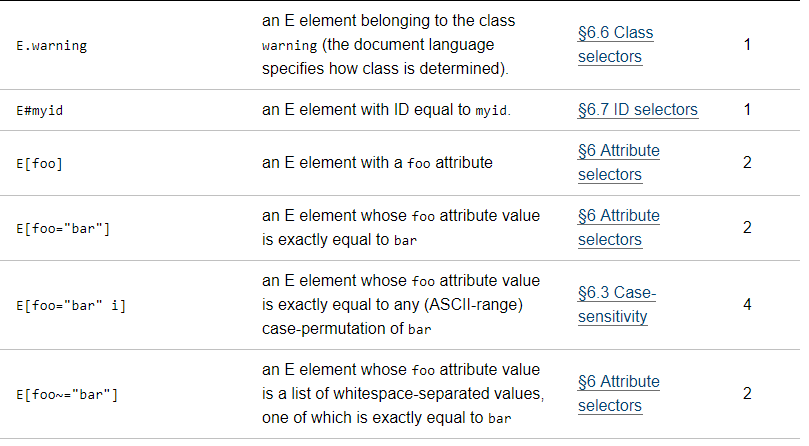 an E element belonging to the class
E.warning warning (the document language §6.6 Class selectors 1
specifies how class is determined).
E#myid an E element with ID equal to myid. §6.7 ID selectors 1
E[foo] an E element with a foo attribute §6 Attribute selectors 2
E[foo="bar"] an E element whose foo attribute value §6 Attribute selectors 2
is exactly equal to bar
an E element whose foo attribute value
E[foo="bar" i] is exactly equal to any (ASCII-range) §6.3 Case-sensitivity 4
case-permutation of bar
an E element whose foo attribute value
E[foo~="bar"] is a list of whitespace-separated values, §6 Attribute selectors 2
one of which is exactly equal to bar